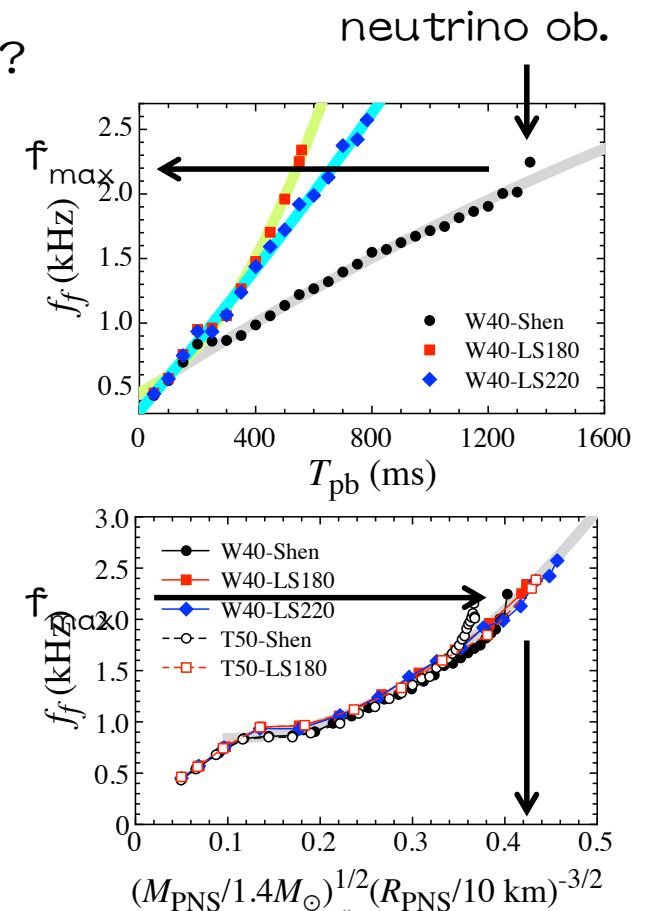 neutrino ob.
?
2.5
2.0
1.0
0.5
f max
f_f (kHz)
W40-Shen
W40-LS180
W40-LS220
0 400 800 1200 1600
T_pb (ms)
3.0
2.5
2.0
1.5
1.0
0.5
0
f max
f_f (kHz)
W40-Shen
W40-LS180
W40-LS220
T50-Shen
T50-LS180
0 0.1 0.2 0.3 0.4 0.5
(M_PNS/1.4M_⊙)^1/2(R_PNS/10 km)^-3/2